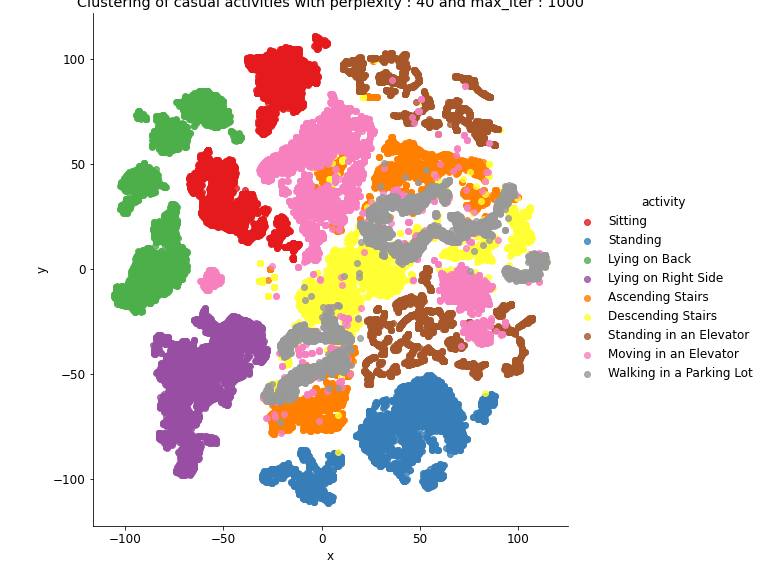 Clustering of casual activities with perplexity : 40 and max_iter : 1000
100
50
0
−50
−100
y
−100 −50 0 50 100
x
activity
Sitting
Standing
Lying on Back
Lying on Right Side
Ascending Stairs
Descending Stairs
Standing in an Elevator
Moving in an Elevator
Walking in a Parking Lot